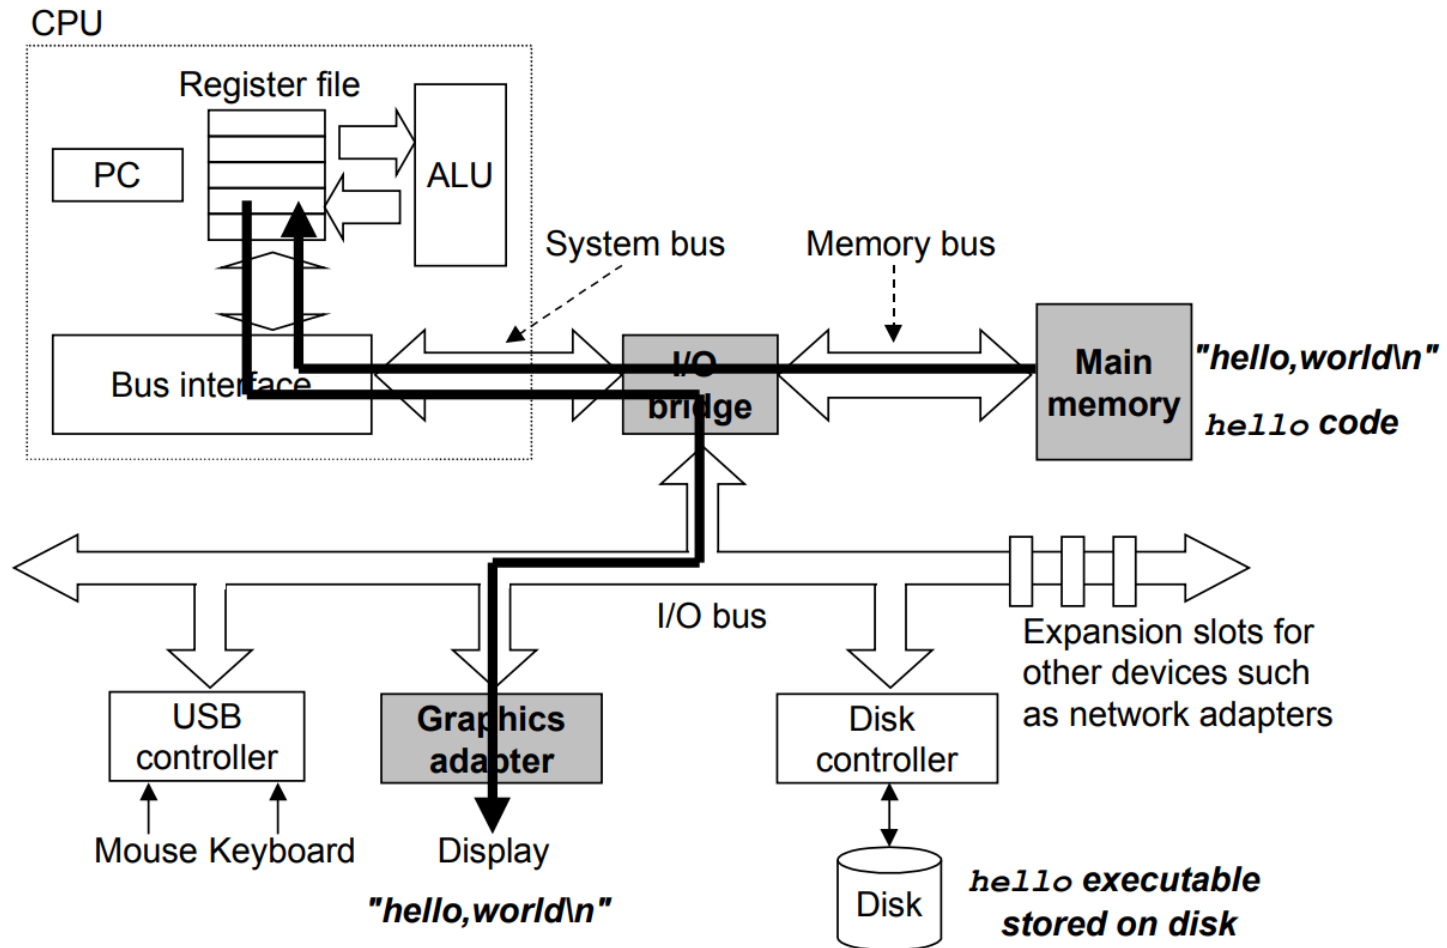 CPU
Register file
PC
ALU
System bus
Memory bus
Bus interface
I/O
bridge
Main
memory
"hello,world\n"
hello code
I/O bus
Expansion slots for
other devices such
as network adapters
USB
controller
Graphics
adapter
Disk
controller
Mouse Keyboard
Display
"hello,world\n"
Disk
hello executable
stored on disk